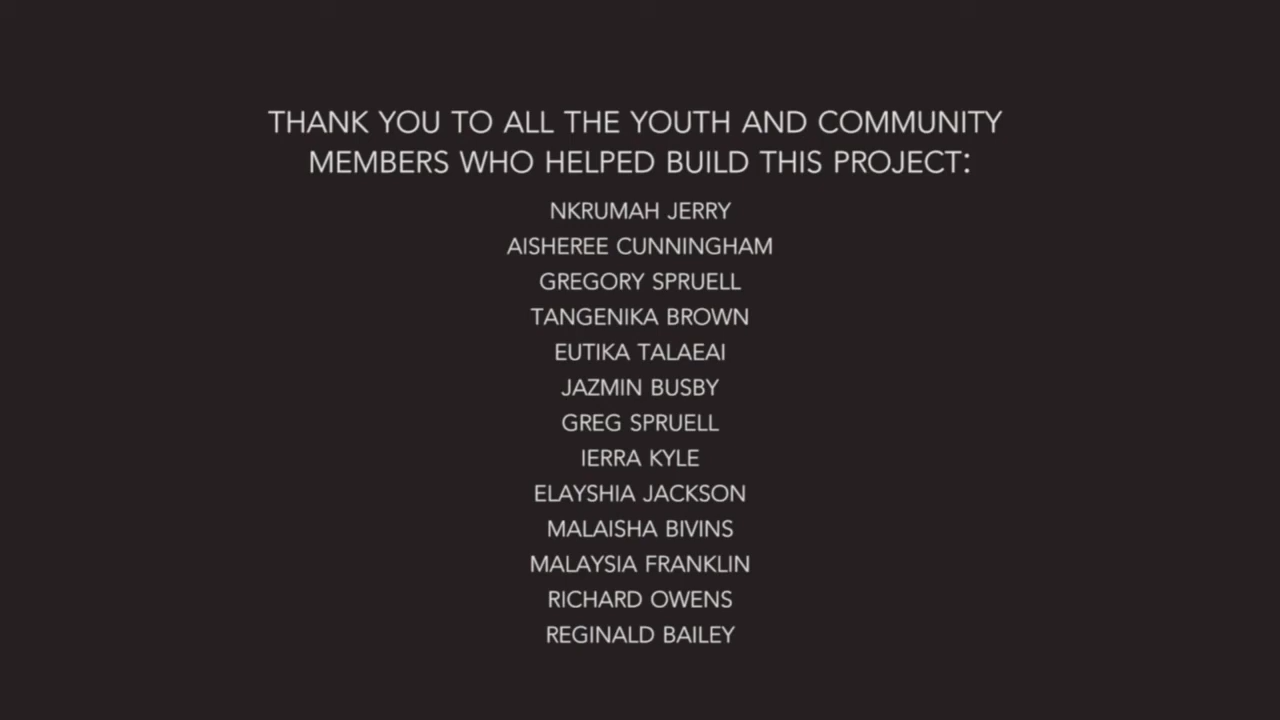 THANK YOU TO ALL THE YOUTH AND COMMUNITY
MEMBERS WHO HELPED BUILD THIS PROJECT:
NKRUMAH JERRY
AISHEREE CUNNINGHAM
GREGORY SPRUELL
TANGENIKA BROWN
EUTIKA TALAEAI
JAZMIN BUSBY
GREG SPRUELL
IERRA KYLE
ELAYSHIA JACKSON
MALAISHA BIVINS
MALAYSIA FRANKLIN
RICHARD OWENS
REGINALD BAILEY